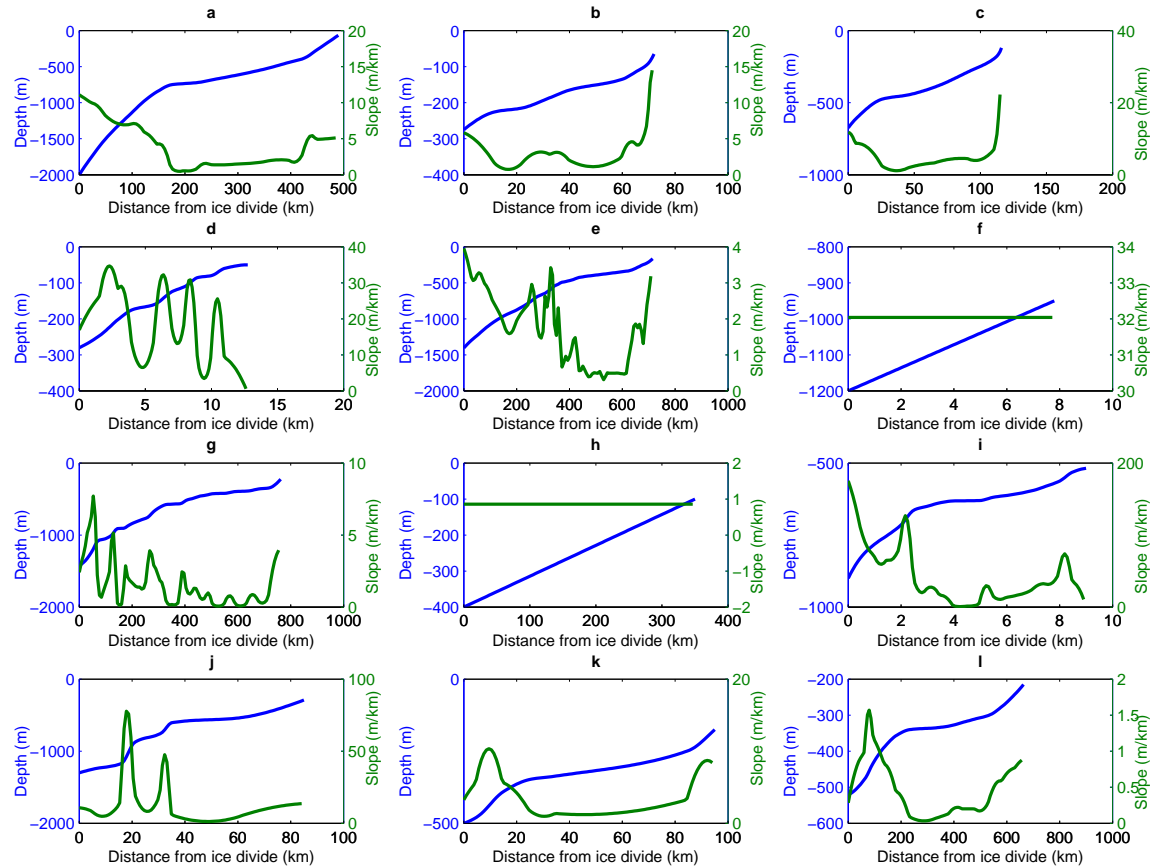 a
0
−500
−1000
−1500
−2000
Depth (m)
20
15
10
5
0
Slope (m/km)
0 100 200 300 400 500
Distance from ice divide (km)
b
0
−100
−200
−300
−400
Depth (m)
20
15
10
5
0
Slope (m/km)
0 20 40 60 80 100
Distance from ice divide (km)
c
0
−500
−1000
Depth (m)
40
20
0
Slope (m/km)
0 50 100 150 200
Distance from ice divide (km)
d
0
−100
−200
−300
−400
Depth (m)
40
30
20
10
0
Slope (m/km)
0 5 10 15 20
Distance from ice divide (km)
e
0
−500
−1000
−1500
−2000
Depth (m)
4
3
2
1
0
Slope (m/km)
0 200 400 600 800 1000
Distance from ice divide (km)
f
−800
−900
−1000
−1100
−1200
Depth (m)
34
33
32
31
30
Slope (m/km)
0 2 4 6 8 10
Distance from ice divide (km)
g
0
−1000
−2000
Depth (m)
10
5
0
Slope (m/km)
0 200 400 600 800 1000
Distance from ice divide (km)
h
0
−100
−200
−300
−400
Depth (m)
2
1
0
−1
−2
Slope (m/km)
0 100 200 300 400
Distance from ice divide (km)
i
−500
−1000
Depth (m)
200
100
0
Slope (m/km)
0 2 4 6 8 10
Distance from ice divide (km)
j
0
−1000
−2000
Depth (m)
100
50
0
Slope (m/km)
0 20 40 60 80 100
Distance from ice divide (km)
k
0
−500
Depth (m)
20
10
0
Slope (m/km)
0 20 40 60 80 100
Distance from ice divide (km)
l
−200
−300
−400
−500
−600
Depth (m)
2
1.5
1
0.5
0
Slope (m/km)
0 200 400 600 800 1000
Distance from ice divide (km)